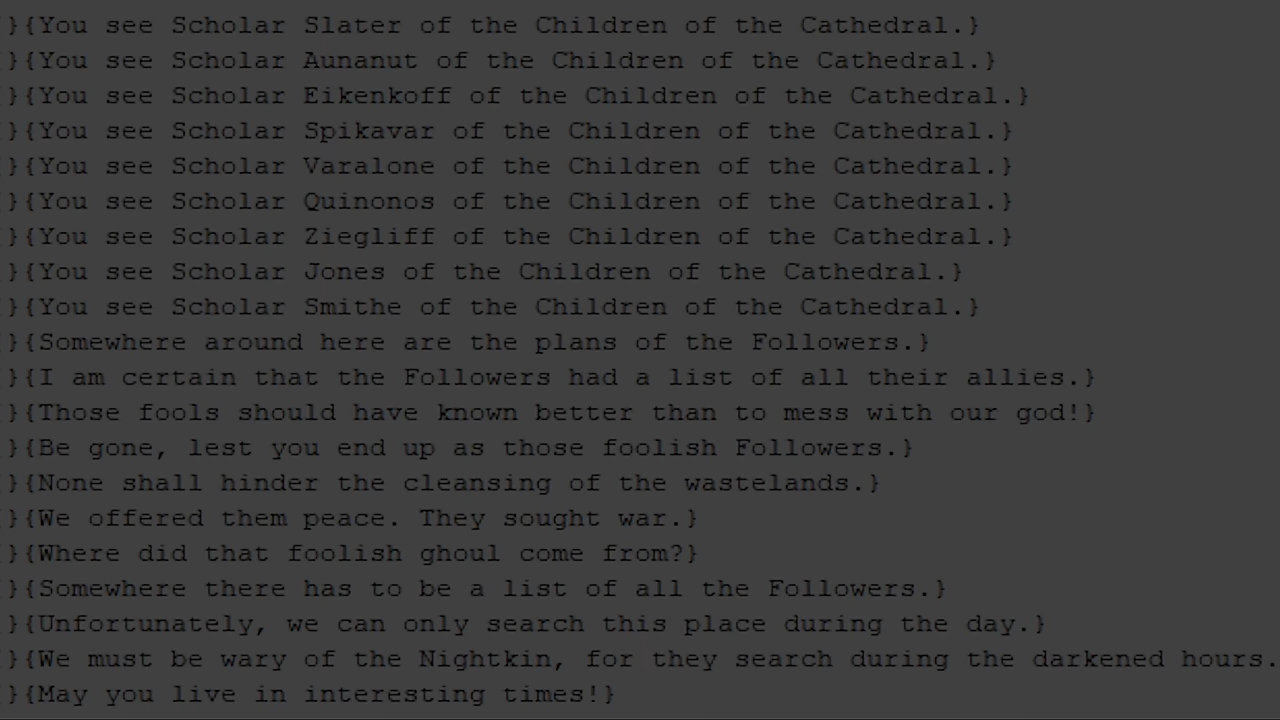 }{You see Scholar Slater of the Children of the Cathedral.}
}{You see Scholar Aunanut of the Children of the Cathedral.}
}{You see Scholar Eikenkoff of the Children of the Cathedral.}
}{You see Scholar Spikavar of the Children of the Cathedral.}
}{You see Scholar Varalone of the Children of the Cathedral.}
}{You see Scholar Quinonos of the Children of the Cathedral.}
}{You see Scholar Ziegliff of the Children of the Cathedral.}
}{You see Scholar Jones of the Children of the Cathedral.}
}{You see Scholar Smithe of the Children of the Cathedral.}
}{Somewhere around here are the plans of the Followers.}
}{I am certain that the Followers had a list of all their allies.}
}{Those fools should have known better than to mess with our god!}
}{Be gone, lest you end up as those foolish Followers.}
}{None shall hinder the cleansing of the wastelands.}
}{We offered them peace. They sought war.}
}{Where did that foolish ghoul come from?}
}{Somewhere there has to be a list of all the Followers.}
}{Unfortunately, we can only search this place during the day.}
}{We must be wary of the Nightkin, for they search during the darkened hours.
}{May you live in interesting times!}